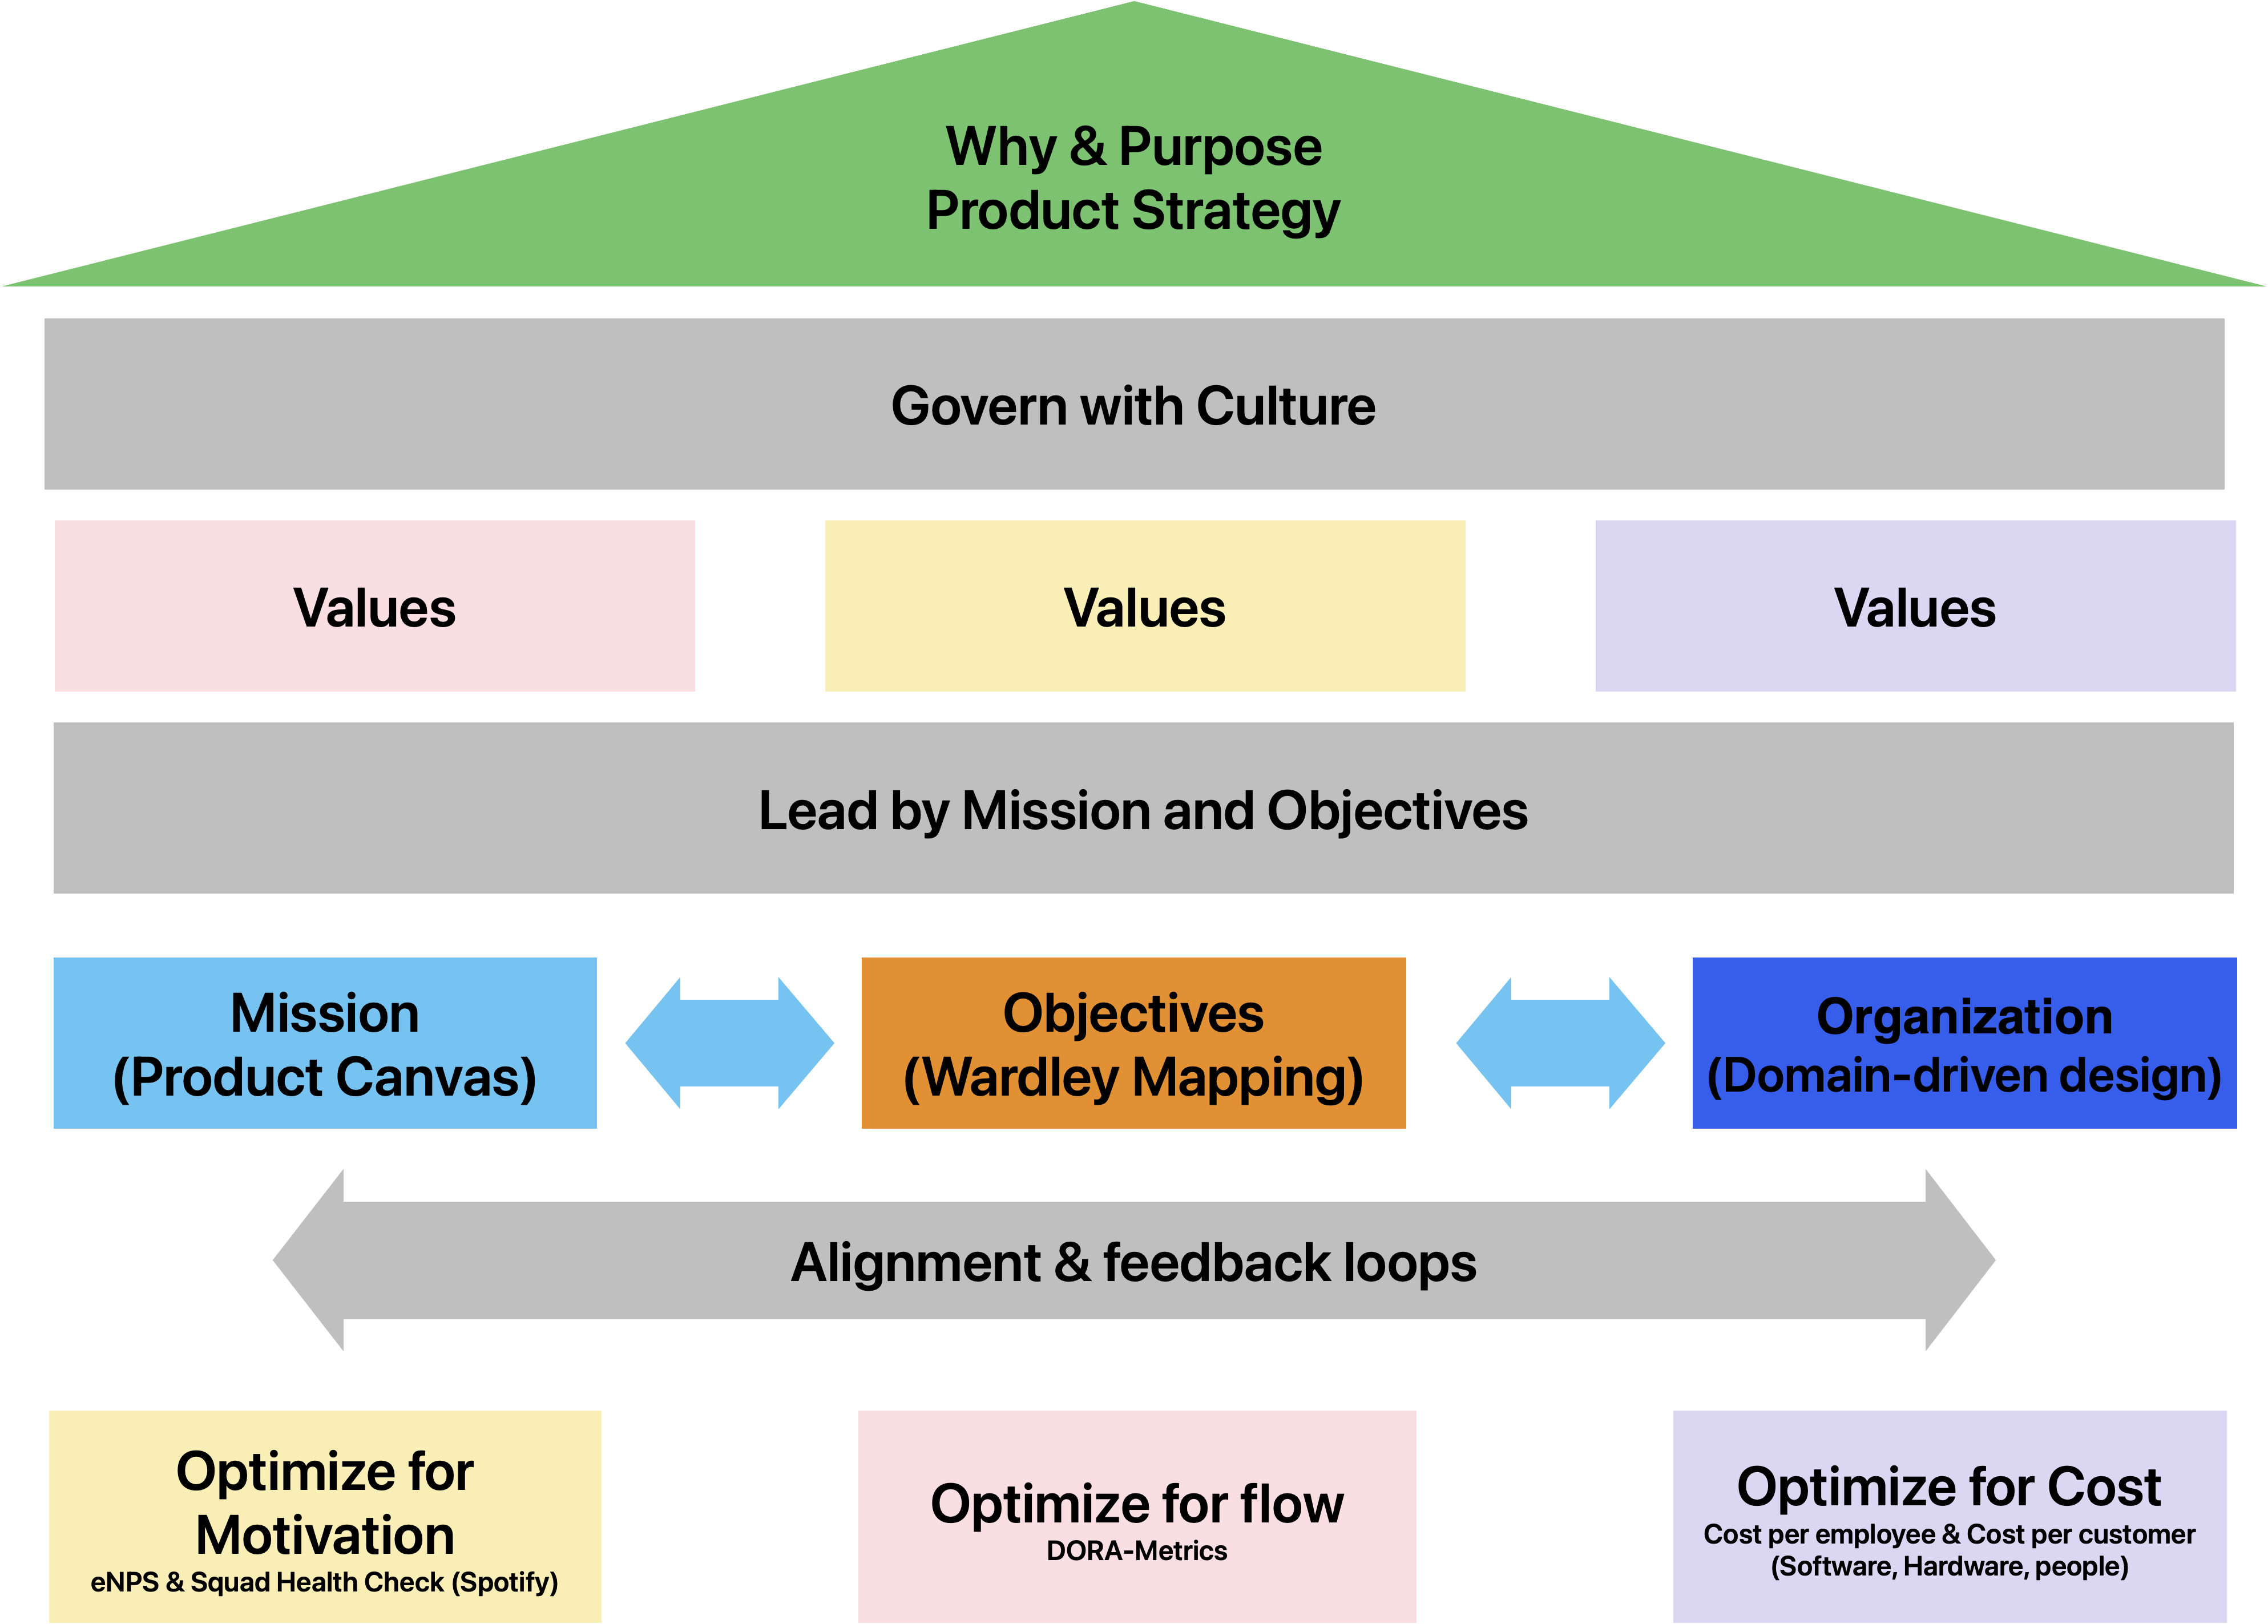 Why & Purpose
Product Strategy
Govern with Culture
Values
Values
Values
Lead by Mission and Objectives
Mission
(Product Canvas)
Objectives
(Wardley Mapping)
Organization
(Domain-driven design)
Alignment & feedback loops
Optimize for
Motivation
eNPS & Squad Health Check (Spotify)
Optimize for flow
DORA-Metrics
Optimize for Cost
Cost per employee & Cost per customer
(Software, Hardware, people)